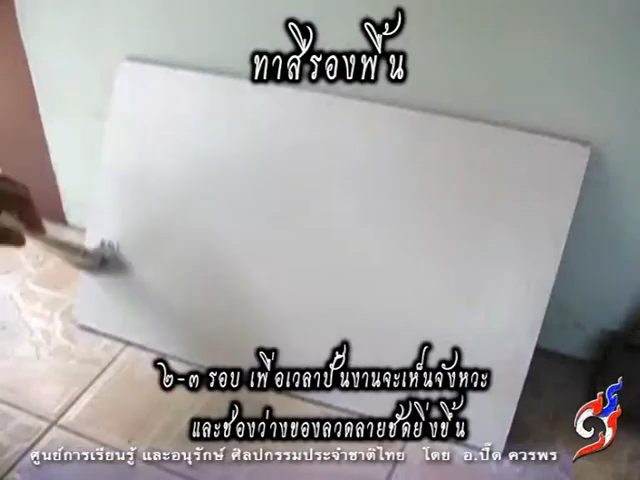 ทาสีรองพื้น
๒-๓ รอบ เพื่อเวลาปั้นงานจะเห็นจังหวะ
และช่องว่างของลวดลายชัดยิ่งขึ้น
ศูนย์การเรียนรู้ และอนุรักษ์ ศิลปกรรมประจำชาติไทย โดย อ.ปี๊ด ควรพร